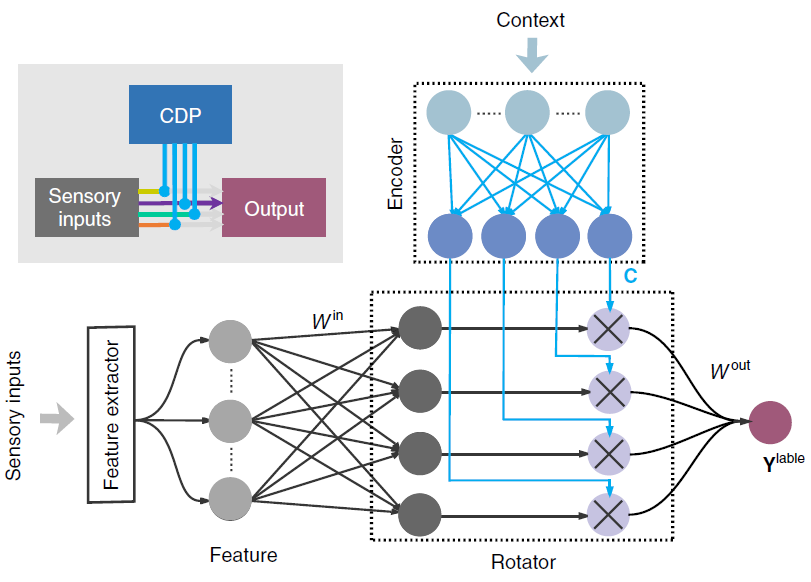 Context
CDP
Sensory
inputs
Output
Encoder
C
W^in
W^out
Sensory inputs
Feature extractor
Y^lable
Feature
Rotator